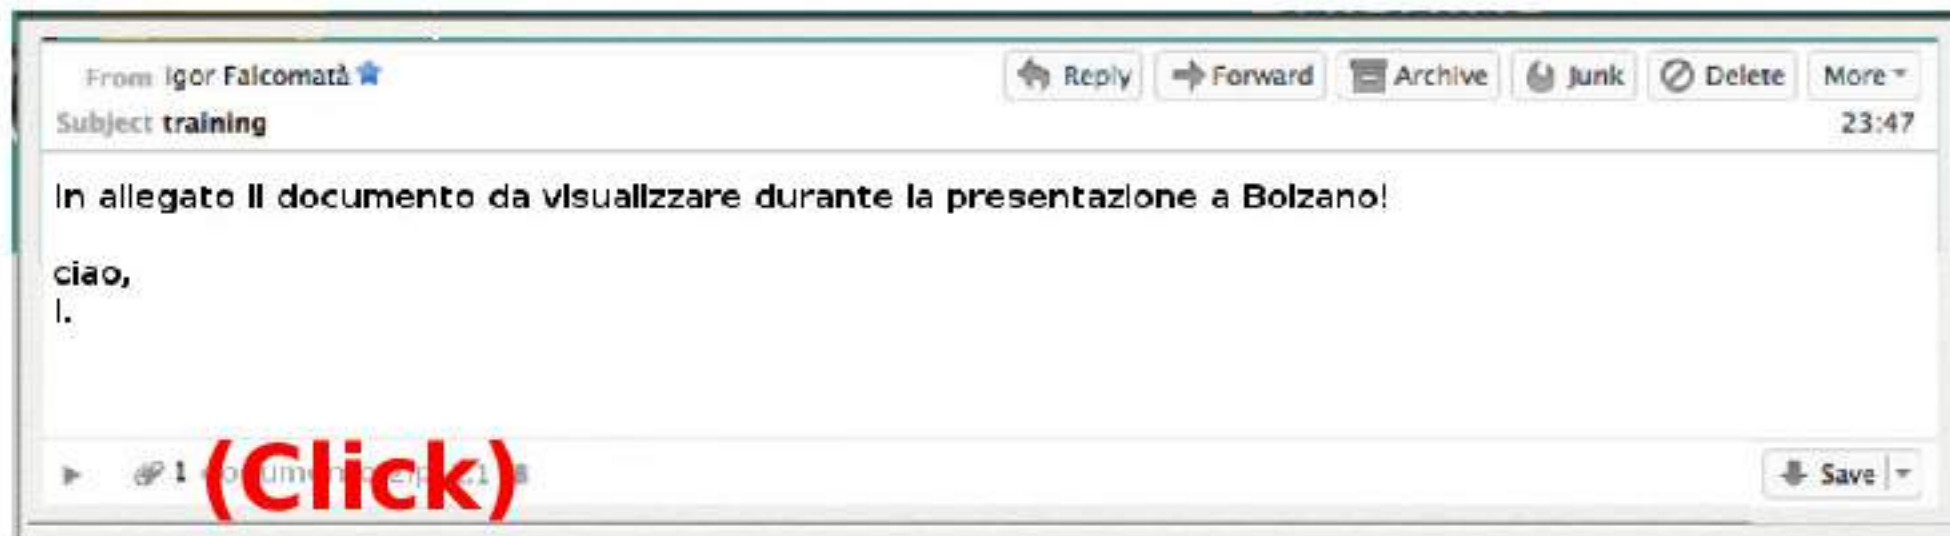 From Igor Falcomatà Reply Forward Archive Junk Delete More
Subject training 23:47
In allegato il documento da visualizzare durante la presentazione a Bolzano!
ciao,
I.
1 (Click) Save